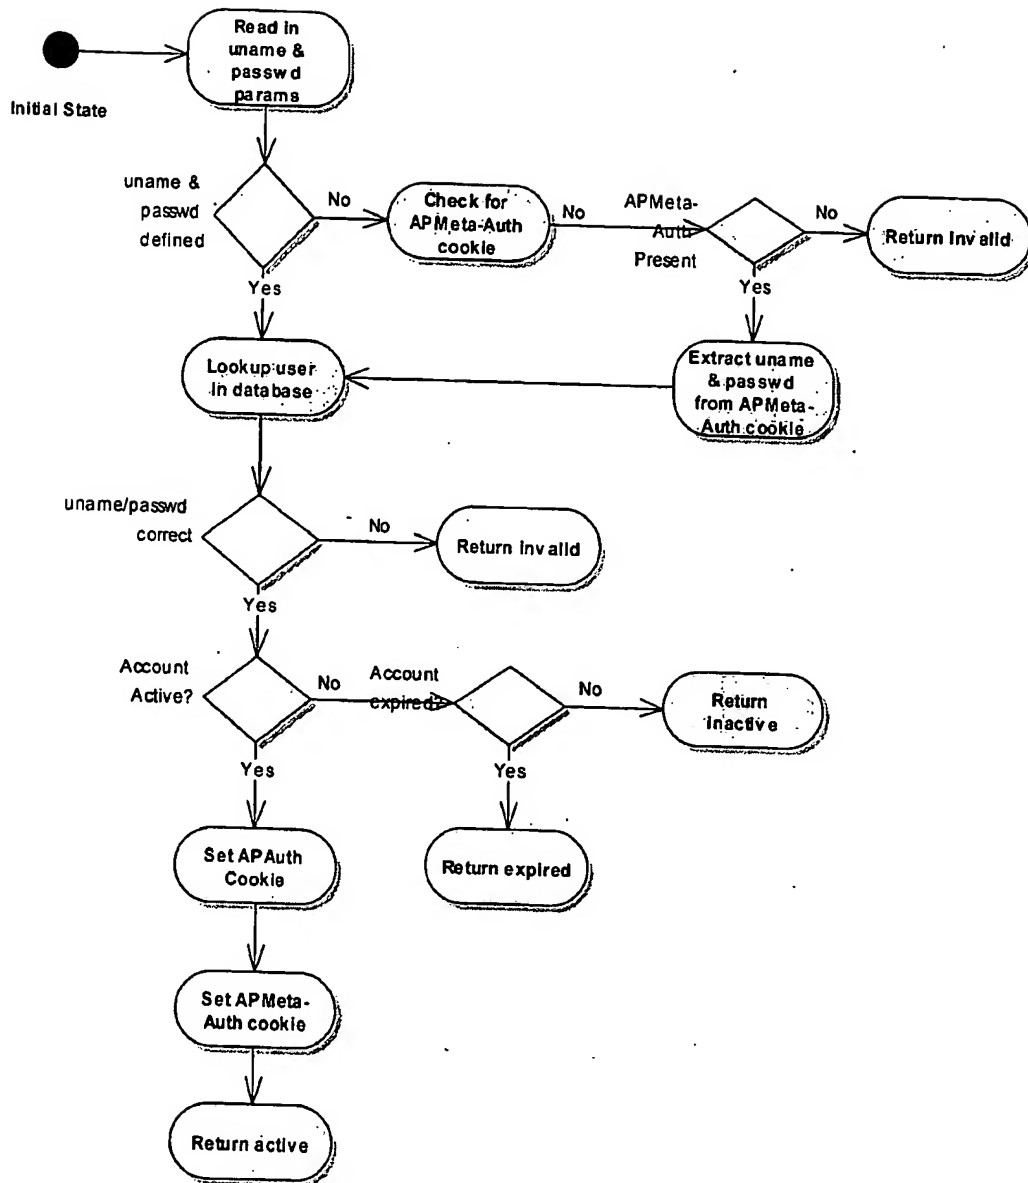 Read in
uname &
passwd
params
Initial State
uname &
passwd
defined
No
Check for
APMeta-Auth
cookie
No
APMeta-
Auth
Present
No
Return Invalid
Yes
Yes
Lookup user
in database
Extract uname
& passwd
from APMeta-
Auth cookie
uname/passwd
correct
No
Return invalid
Yes
Account
Active?
No
Account
expired?
No
Return
Inactive
Yes
Yes
Set APAuth
Cookie
Return expired
Set APMeta-
Auth cookie
Return active